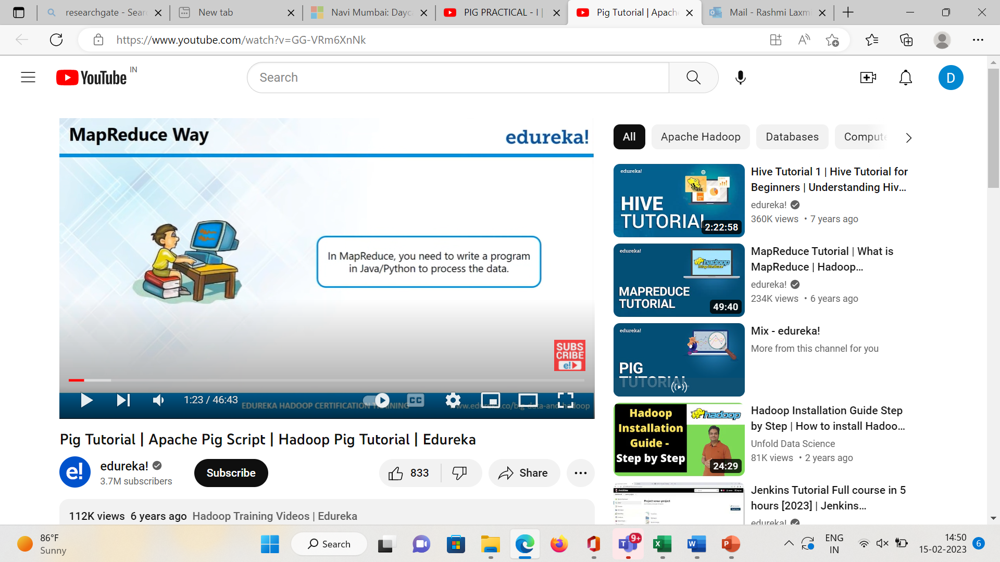 researchgate - Sear
New tab
Navi Mumbai: Dayc
PIG PRACTICAL - I |
Pig Tutorial | Apache
Mail - Rashmi Laxm
https://www.youtube.com/watch?v=GG-VRm6XnNk
YouTube IN
Search
D
MapReduce Way
edureka!
In MapReduce, you need to write a program
in Java/Python to process the data.
SUBS
CRIBE
e!
1:23 / 46:43
CC
EDUREKA HADOOP CERTIFICATION TRAINING
www.edureka.co/big-data-and-hadoop
Pig Tutorial | Apache Pig Script | Hadoop Pig Tutorial | Edureka
e!
edureka!
3.7M subscribers
Subscribe
833
Share
112K views 6 years ago Hadoop Training Videos | Edureka
All
Apache Hadoop
Databases
Compute
edureka!
HIVE
TUTORIAL
2:22:58
Hive Tutorial 1 | Hive Tutorial for
Beginners | Understanding Hiv...
edureka!
360K views • 7 years ago
edureka!
hadoop
Map Reduce
MAPREDUCE
TUTORIAL
49:40
MapReduce Tutorial | What is
MapReduce | Hadoop...
edureka!
234K views • 6 years ago
edureka!
PIG
TUTORIAL
Mix - edureka!
More from this channel for you
Hadoop
Installation
Guide -
Step by Step
hadoop
24:29
Hadoop Installation Guide Step
by Step | How to install Hadoo...
Unfold Data Science
81K views • 2 years ago
Jenkins
Project sonar-project
Jenkins Tutorial Full course in 5
hours [2023] | Jenkins...
edureka!
86°F
Sunny
Search
9+
ENG
IN
14:50
15-02-2023
6